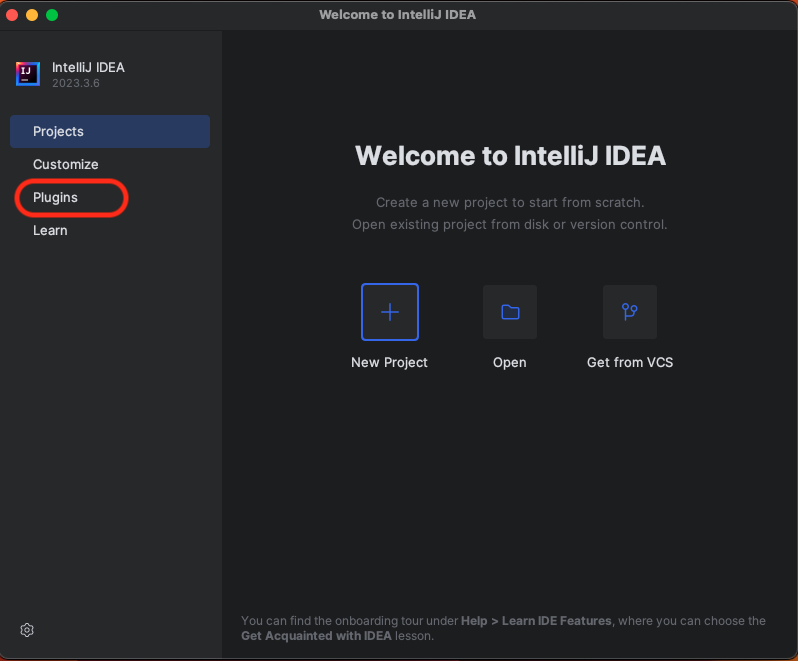 Welcome to IntelliJ IDEA
IJ
IntelliJ IDEA
2023.3.6
Projects
Customize
Plugins
Learn
Welcome to IntelliJ IDEA
Create a new project to start from scratch.
Open existing project from disk or version control.
New Project
Open
Get from VCS
You can find the onboarding tour under Help > Learn IDE Features, where you can choose the
Get Acquainted with IDEA lesson.